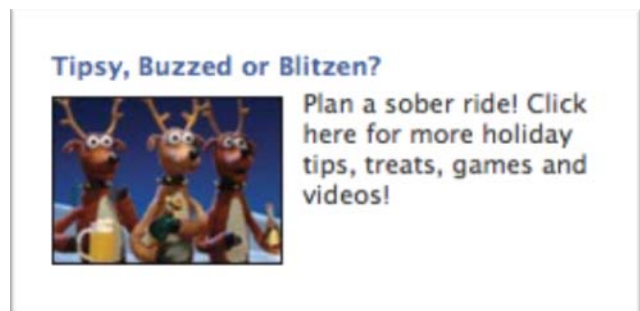 Tipsy, Buzzed or Blitzen?
Plan a sober ride! Click
here for more holiday
tips, treats, games and
videos!